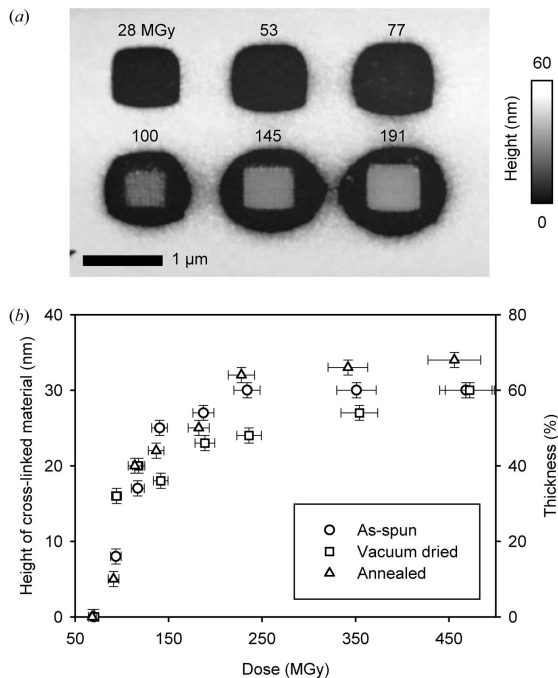 (a)
28 MGy 53 77
100 145 191
1 µm
60
Height (nm)
0
(b)
40 80
30 60
20 40
10 20
0 0
Height of cross-linked material (nm)
Thickness (%)
As-spun
Vacuum dried
Annealed
50 150 250 350 450
Dose (MGy)